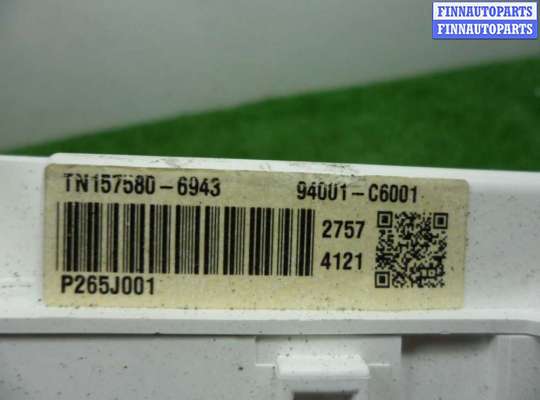 FINNAUTOPARTS
FINNAUTOPARTS
TN157580-6943 94001-C6001
2757
4121
P265J001